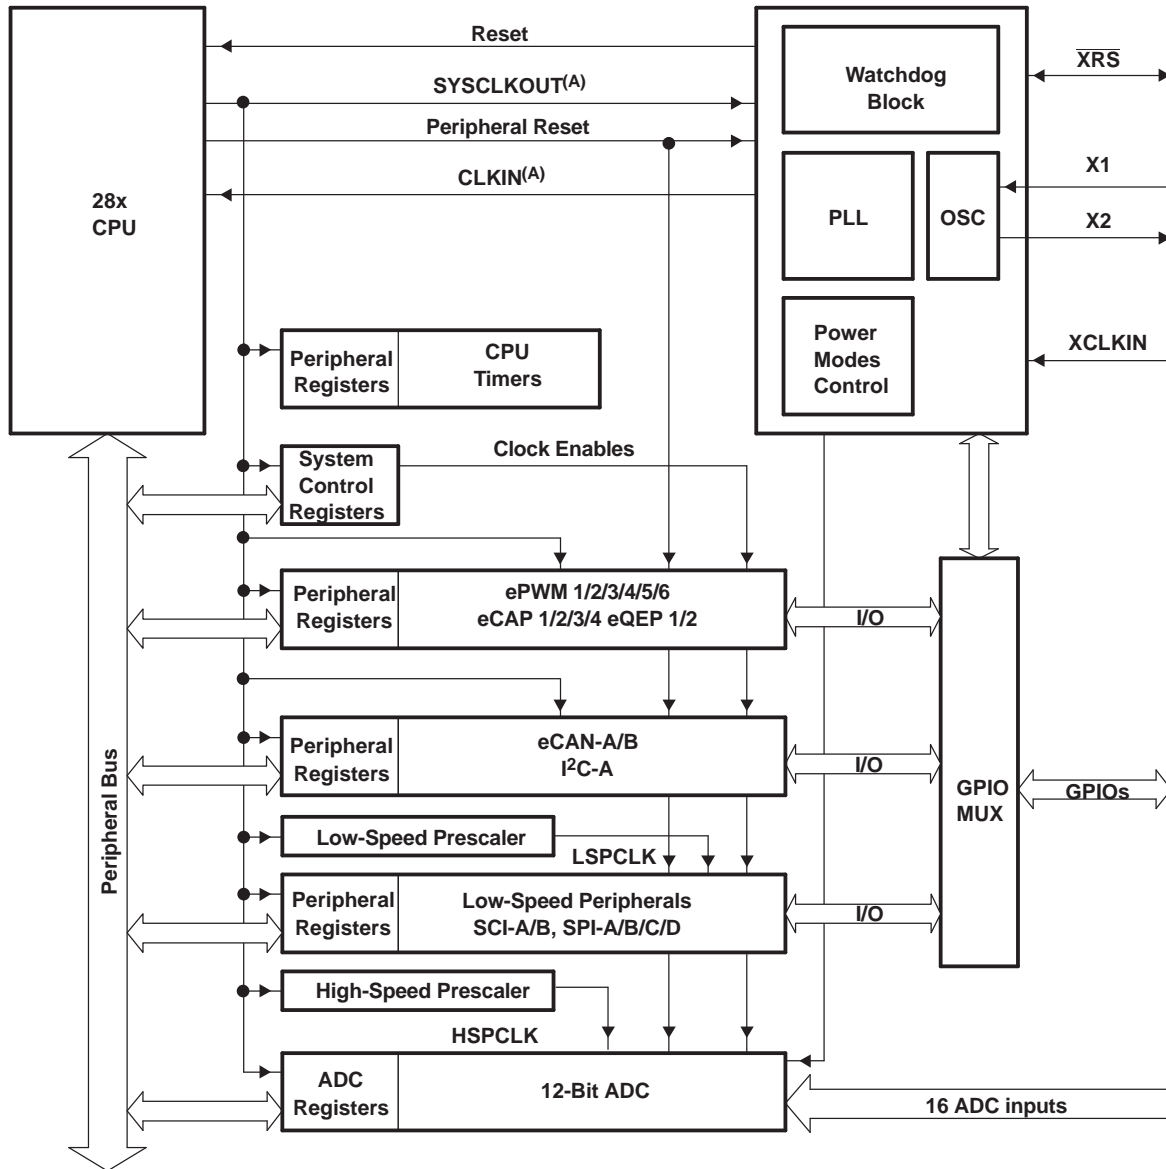 Reset
SYSCLKOUT(A)
Peripheral Reset
CLKIN(A)
28x
CPU
Watchdog
Block
PLL
OSC
Power
Modes
Control
XRS
X1
X2
XCLKIN
Peripheral
Registers
CPU
Timers
System
Control
Registers
Clock Enables
Peripheral
Registers
ePWM 1/2/3/4/5/6
eCAP 1/2/3/4 eQEP 1/2
I/O
Peripheral
Registers
eCAN-A/B
I²C-A
I/O
Peripheral Bus
GPIO
MUX
GPIOs
Low-Speed Prescaler
LSPCLK
Peripheral
Registers
Low-Speed Peripherals
SCI-A/B, SPI-A/B/C/D
I/O
High-Speed Prescaler
HSPCLK
ADC
Registers
12-Bit ADC
16 ADC inputs